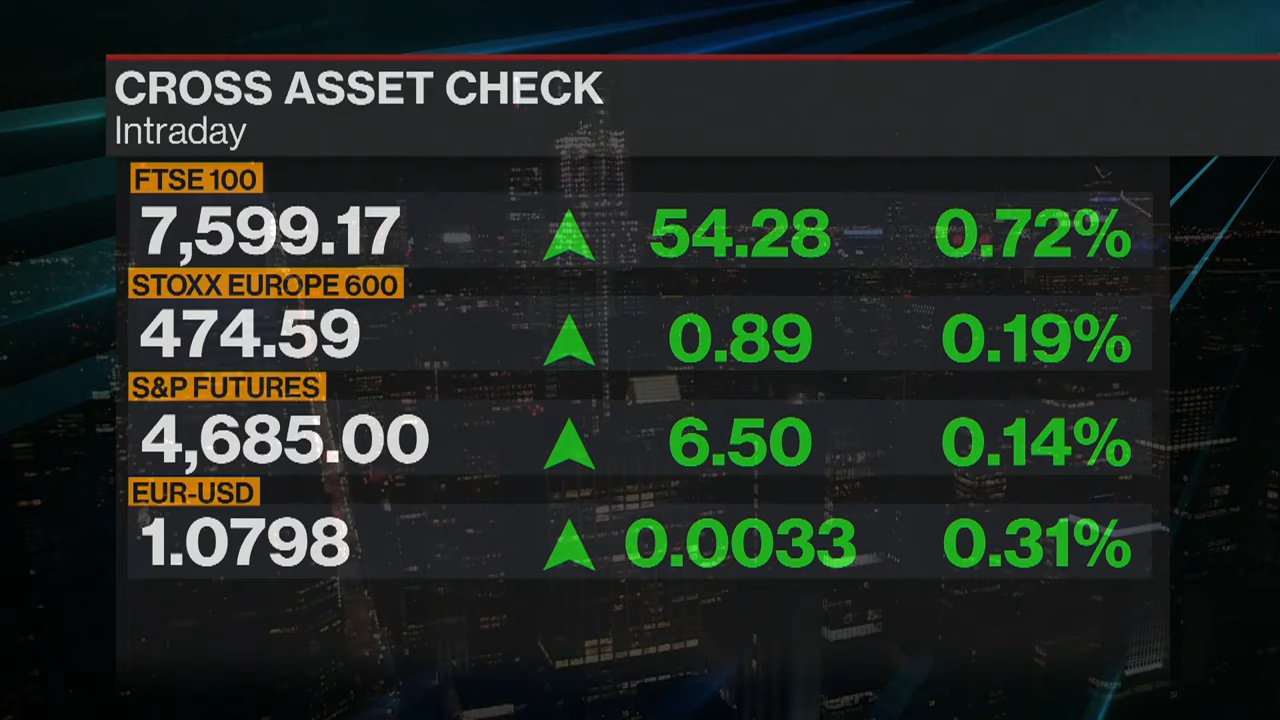 CROSS ASSET CHECK
Intraday
FTSE 100
7,599.17 ▲ 54.28 0.72%
STOXX EUROPE 600
474.59 ▲ 0.89 0.19%
S&P FUTURES
4,685.00 ▲ 6.50 0.14%
EUR-USD
1.0798 ▲ 0.0033 0.31%